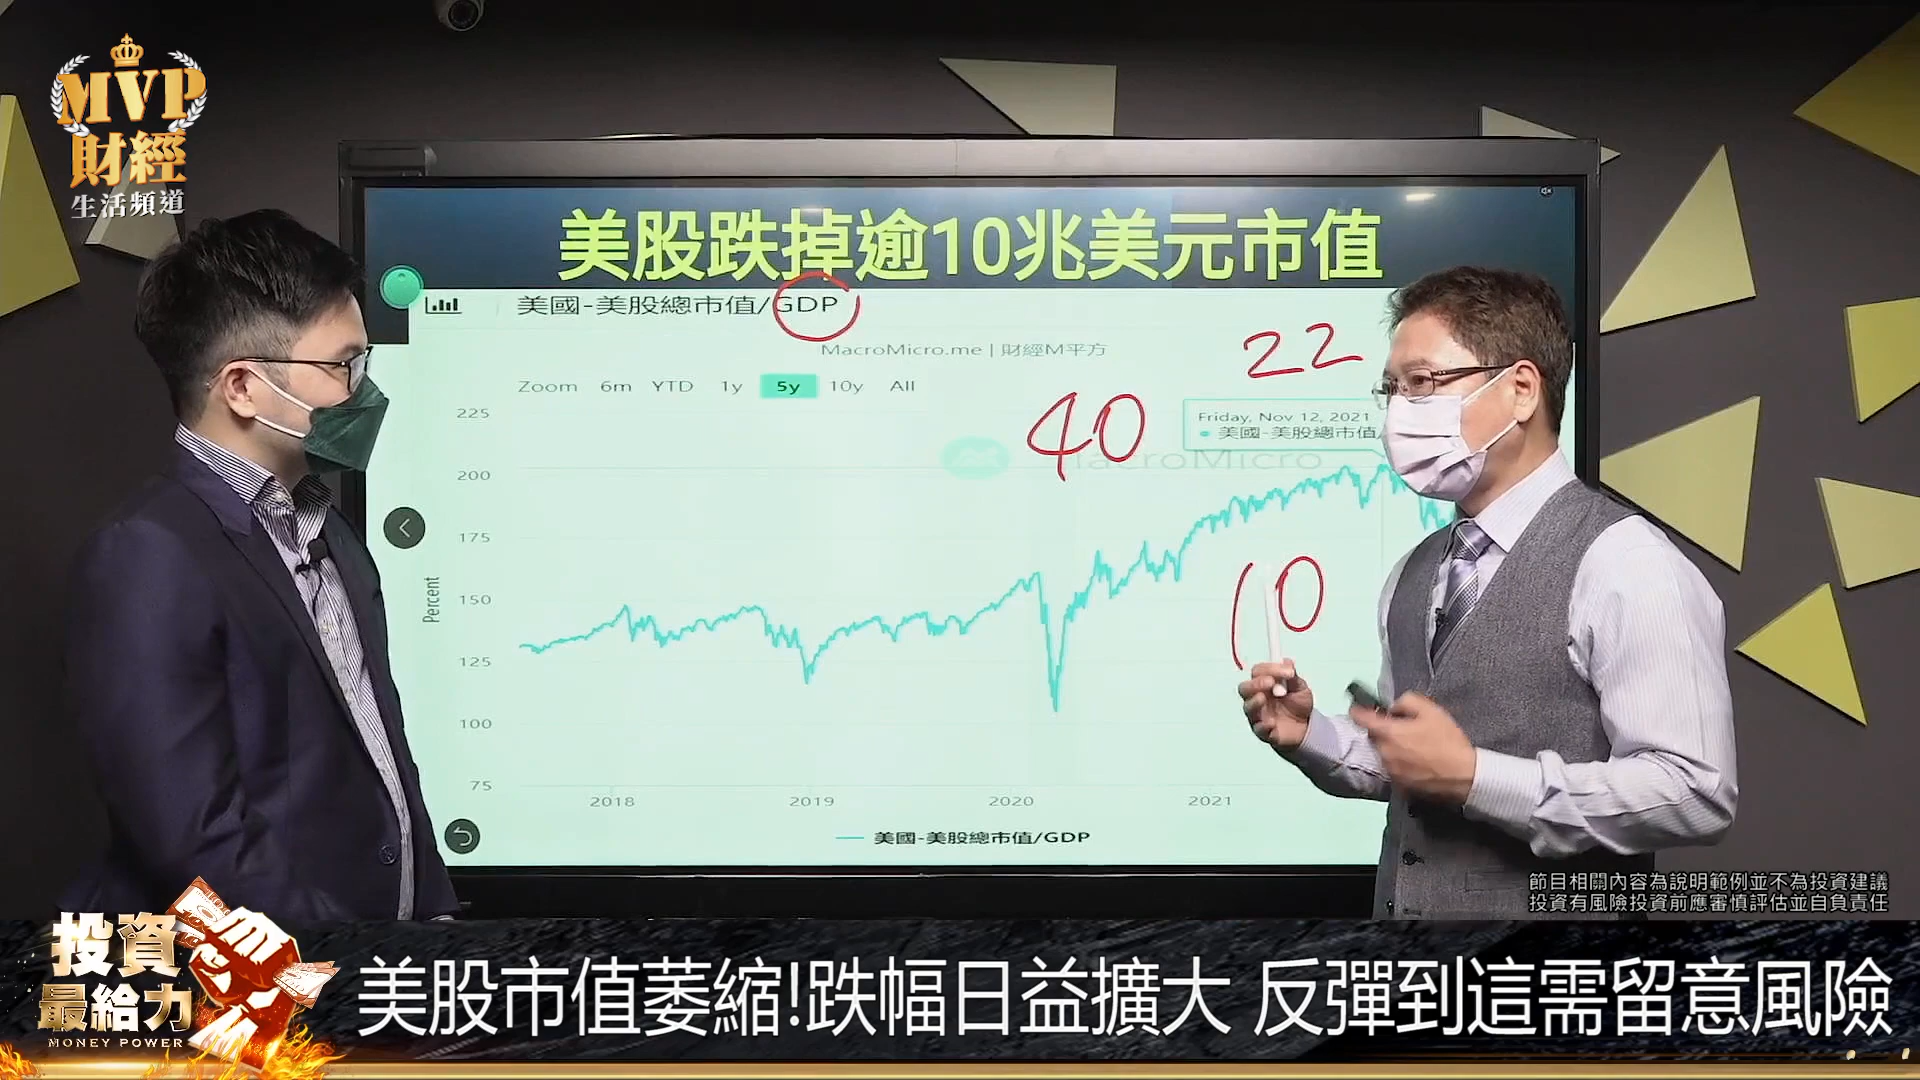 MVP
財經
生活頻道
美股跌掉逾10兆美元市值
美國-美股總市值/GDP
MacroMicro.me | 財經M平方
22
40
Zoom 6m YTD 1y 5y 10y All
Friday, Nov 12, 2021
美國-美股總市值
MacroMicro
225
200
175
150
125
100
75
Percent
10
2018 2019 2020 2021
美國-美股總市值/GDP
節目相關內容為說明範例並不為投資建議
投資有風險投資前應審慎評估並自負責任
投資
最給力
MONEY POWER
美股市值萎縮!跌幅日益擴大 反彈到這需留意風險